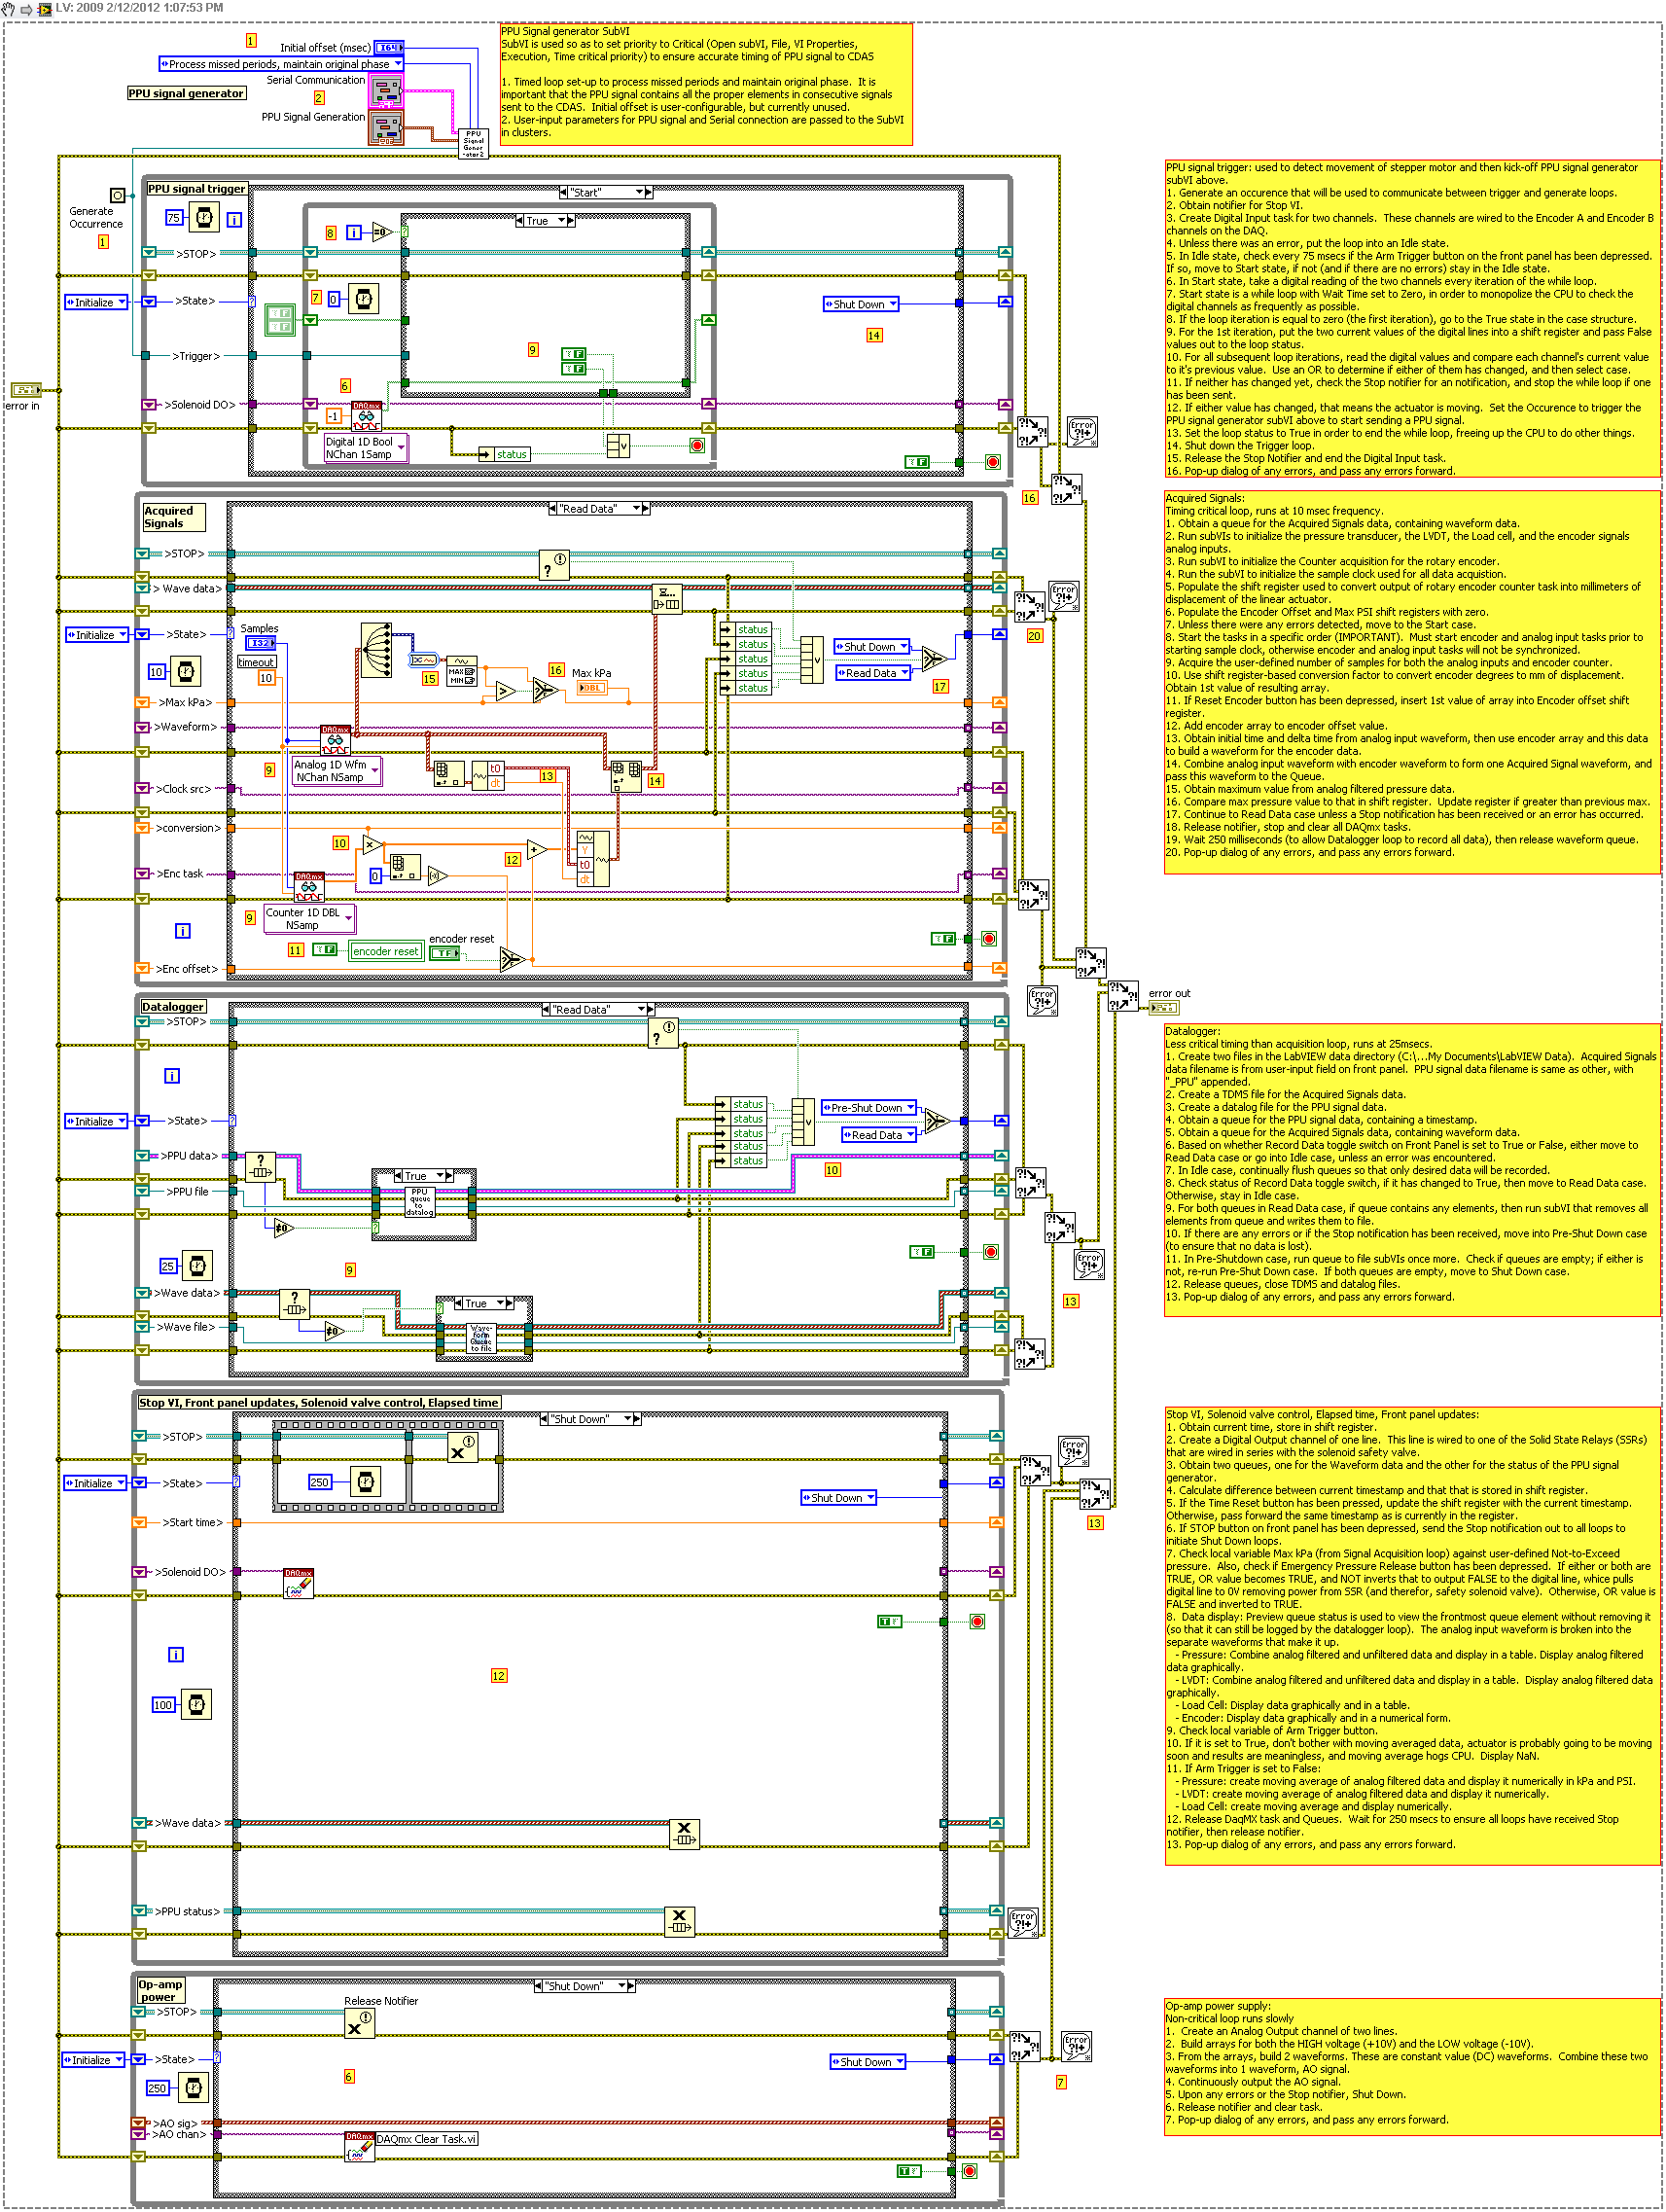 LV: 2009 2/12/2012 1:07:53 PM
1
Initial offset (msec)
I64
Process missed periods, maintain original phase
Serial Communication
2
PPU signal generator
PPU Signal Generation
PPU
Signal
Gener
-ator2
PPU Signal generator SubVI
SubVI is used so as to set priority to Critical (Open subVI, File, VI Properties,
Execution, Time critical priority) to ensure accurate timing of PPU signal to CDAS
1. Timed loop set-up to process missed periods and maintain original phase. It is
important that the PPU signal contains all the proper elements in consecutive signals
sent to the CDAS. Initial offset is user-configurable, but currently unused.
2. User-input parameters for PPU signal and Serial connection are passed to the SubVI
in clusters.
Generate
Occurrence
1
error in
PPU signal trigger
75
i
"Start"
True
8
i
=0
>STOP>
7
0
Initialize
>State>
Shut Down
14
>Trigger>
9
F
F
6
>Solenoid DO>
-1
DAQmx
Digital 1D Bool
NChan 1Samp
status
F
16
Error
PPU signal trigger: used to detect movement of stepper motor and then kick-off PPU signal generator
subVI above.
1. Generate an occurence that will be used to communicate between trigger and generate loops.
2. Obtain notifier for Stop VI.
3. Create Digital Input task for two channels. These channels are wired to the Encoder A and Encoder B
channels on the DAQ.
4. Unless there was an error, put the loop into an Idle state.
5. In Idle state, check every 75 msecs if the Arm Trigger button on the front panel has been depressed.
If so, move to Start state, if not (and if there are no errors) stay in the Idle state.
6. In Start state, take a digital reading of the two channels every iteration of the while loop.
7. Start state is a while loop with Wait Time set to Zero, in order to monopolize the CPU to check the
digital channels as frequently as possible.
8. If the loop iteration is equal to zero (the first iteration), go to the True state in the case structure.
9. For the 1st iteration, put the two current values of the digital lines into a shift register and pass False
values out to the loop status.
10. For all subsequent loop iterations, read the digital values and compare each channel's current value
to it's previous value. Use an OR to determine if either of them has changed, and then select case.
11. If neither has changed yet, check the Stop notifier for an notification, and stop the while loop if one
has been sent.
12. If either value has changed, that means the actuator is moving. Set the Occurence to trigger the
PPU signal generator subVI above to start sending a PPU signal.
13. Set the loop status to True in order to end the while loop, freeing up the CPU to do other things.
14. Shut down the Trigger loop.
15. Release the Stop Notifier and end the Digital Input task.
16. Pop-up dialog of any errors, and pass any errors forward.
Acquired
Signals
"Read Data"
>STOP>
> Wave data>
Initialize
>State>
Samples
I32
timeout
10
10
>Max kPa>
>Waveform>
15
MAX
MIN
16
Max kPa
DBL
status
status
status
status
status
Shut Down
Read Data
17
20
Error
9
DAQmx
Analog 1D Wfm
NChan NSamp
t0
dt
13
14
>Clock src>
>conversion>
10
12
Y
t0
dt
>Enc task>
0
DAQmx
9
Counter 1D DBL
NSamp
i
11
F
encoder reset
encoder reset
TF
F
>Enc offset>
Error
error out
Acquired Signals:
Timing critical loop, runs at 10 msec frequency.
1. Obtain a queue for the Acquired Signals data, containing waveform data.
2. Run subVIs to initialize the pressure transducer, the LVDT, the Load cell, and the encoder signals
analog inputs.
3. Run subVI to initialize the Counter acquisition for the rotary encoder.
4. Run the subVI to initialize the sample clock used for all data acquistion.
5. Populate the shift register used to convert output of rotary encoder counter task into millimeters of
displacement of the linear actuator.
6. Populate the Encoder Offset and Max PSI shift registers with zero.
7. Unless there were any errors detected, move to the Start case.
8. Start the tasks in a specific order (IMPORTANT). Must start encoder and analog input tasks prior to
starting sample clock, otherwise encoder and analog input tasks will not be synchronized.
9. Acquire the user-defined number of samples for both the analog inputs and encoder counter.
10. Use shift register-based conversion factor to convert encoder degrees to mm of displacement.
Obtain 1st value of resulting array.
11. If Reset Encoder button has been depressed, insert 1st value of array into Encoder offset shift
register.
12. Add encoder array to encoder offset value.
13. Obtain initial time and delta time from analog input waveform, then use encoder array and this data
to build a waveform for the encoder data.
14. Combine analog input waveform with encoder waveform to form one Acquired Signal waveform, and
pass this waveform to the Queue.
15. Obtain maximum value from analog filtered pressure data.
16. Compare max pressure value to that in shift register. Update register if greater than previous max.
17. Continue to Read Data case unless a Stop notification has been received or an error has occurred.
18. Release notifier, stop and clear all DAQmx tasks.
19. Wait 250 milliseconds (to allow Datalogger loop to record all data), then release waveform queue.
20. Pop-up dialog of any errors, and pass any errors forward.
Datalogger
"Read Data"
>STOP>
i
Initialize
>State>
status
status
status
status
status
Pre-Shut Down
Read Data
10
>PPU data>
True
>PPU file
PPU
queue
to
datalog
≠0
F
25
9
>Wave data>
True
>Wave file>
≠0
Wave-
form
Queue
to file
Error
13
Datalogger:
Less critical timing than acquisition loop, runs at 25msecs.
1. Create two files in the LabVIEW data directory (C:\...My Documents\LabVIEW Data). Acquired Signals
data filename is from user-input field on front panel. PPU signal data filename is same as other, with
"_PPU" appended.
2. Create a TDMS file for the Acquired Signals data.
3. Create a datalog file for the PPU signal data.
4. Obtain a queue for the PPU signal data, containing a timestamp.
5. Obtain a queue for the Acquired Signals data, containing waveform data.
6. Based on whether Record Data toggle switch on Front Panel is set to True or False, either move to
Read Data case or go into Idle case, unless an error was encountered.
7. In Idle case, continually flush queues so that only desired data will be recorded.
8. Check status of Record Data toggle switch, if it has changed to True, then move to Read Data case.
Otherwise, stay in Idle case.
9. For both queues in Read Data case, if queue contains any elements, then run subVI that removes all
elements from queue and writes them to file.
10. If there are any errors or if the Stop notification has been received, move into Pre-Shut Down case
(to ensure that no data is lost).
11. In Pre-Shutdown case, run queue to file subVIs once more. Check if queues are empty; if either is
not, re-run Pre-Shut Down case. If both queues are empty, move to Shut Down case.
12. Release queues, close TDMS and datalog files.
13. Pop-up dialog of any errors, and pass any errors forward.
Stop VI, Front panel updates, Solenoid valve control, Elapsed time
"Shut Down"
>STOP>
250
Initialize
>State>
Shut Down
>Start time>
>Solenoid DO>
DAQmx
T
i
12
100
>Wave data>
>PPU status>
Error
13
Error
Stop VI, Solenoid valve control, Elapsed time, Front panel updates:
1. Obtain current time, store in shift register.
2. Create a Digital Output channel of one line. This line is wired to one of the Solid State Relays (SSRs)
that are wired in series with the solenoid safety valve.
3. Obtain two queues, one for the Waveform data and the other for the status of the PPU signal
generator.
4. Calculate difference between current timestamp and that that is stored in shift register.
5. If the Time Reset button has been pressed, update the shift register with the current timestamp.
Otherwise, pass forward the same timestamp as is currently in the register.
6. If STOP button on front panel has been depressed, send the Stop notification out to all loops to
initiate Shut Down loops.
7. Check local variable Max kPa (from Signal Acquisition loop) against user-defined Not-to-Exceed
pressure. Also, check if Emergency Pressure Release button has been depressed. If either or both are
TRUE, OR value becomes TRUE, and NOT inverts that to output FALSE to the digital line, whice pulls
digital line to 0V removing power from SSR (and therefor, safety solenoid valve). Otherwise, OR value is
FALSE and inverted to TRUE.
8. Data display: Preview queue status is used to view the frontmost queue element without removing it
(so that it can still be logged by the datalogger loop). The analog input waveform is broken into the
separate waveforms that make it up.
- Pressure: Combine analog filtered and unfiltered data and display in a table. Display analog filtered
data graphically.
- LVDT: Combine analog filtered and unfiltered data and display in a table. Display analog filtered data
graphically.
- Load Cell: Display data graphically and in a table.
- Encoder: Display data graphically and in a numerical form.
9. Check local variable of Arm Trigger button.
10. If it is set to True, don't bother with moving averaged data, actuator is probably going to be moving
soon and results are meaningless, and moving average hogs CPU. Display NaN.
11. If Arm Trigger is set to False:
- Pressure: create moving average of analog filtered data and display it numerically in kPa and PSI.
- LVDT: create moving average of analog filtered data and display it numerically.
- Load Cell: create moving average and display numerically.
12. Release DaqMX task and Queues. Wait for 250 msecs to ensure all loops have received Stop
notifier, then release notifier.
13. Pop-up dialog of any errors, and pass any errors forward.
Op-amp
power
"Shut Down"
Release Notifier
>STOP>
Initialize
>State>
Shut Down
250
6
>AO sig>
>AO chan>
DAQmx
DAQmx Clear Task.vi
T
Error
7
Op-amp power supply:
Non-critical loop runs slowly
1. Create an Analog Output channel of two lines.
2. Build arrays for both the HIGH voltage (+10V) and the LOW voltage (-10V).
3. From the arrays, build 2 waveforms. These are constant value (DC) waveforms. Combine these two
waveforms into 1 waveform, AO signal.
4. Continuously output the AO signal.
5. Upon any errors or the Stop notifier, Shut Down.
6. Release notifier and clear task.
7. Pop-up dialog of any errors, and pass any errors forward.